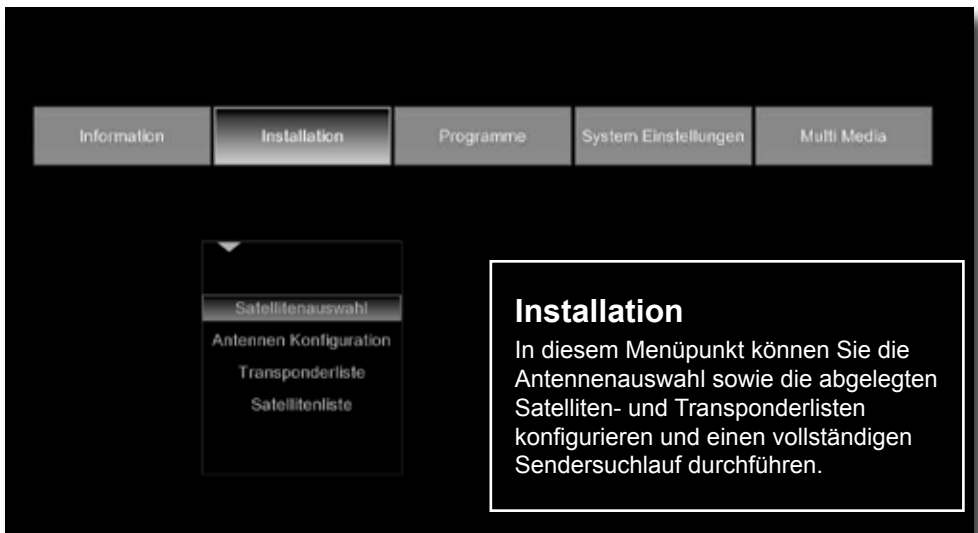 Information Installation Programme System Einstellungen Multi Media
Satellitenauswahl
Antennen Konfiguration
Transponderliste
Satellitenliste
Installation
In diesem Menüpunkt können Sie die
Antennenauswahl sowie die abgelegten
Satelliten- und Transponderlisten
konfigurieren und einen vollständigen
Sendersuchlauf durchführen.